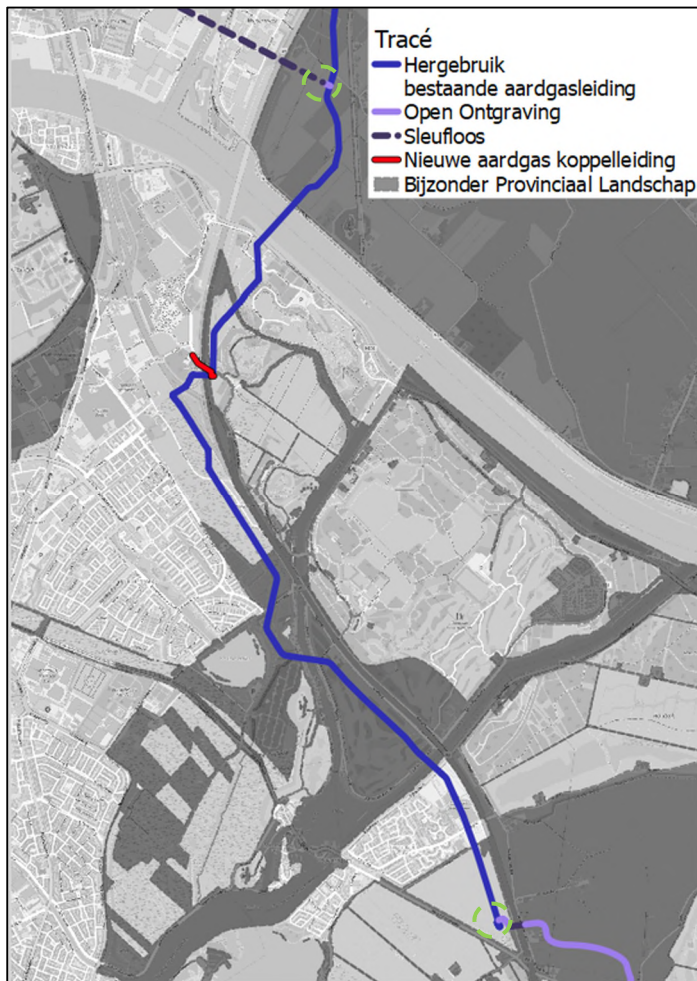 Tracé
Hergebruik
bestaande aardgasleiding
Open Ontgraving
Sleufloos
Nieuwe aardgas koppelleiding
Bijzonder Provinciaal Landschap